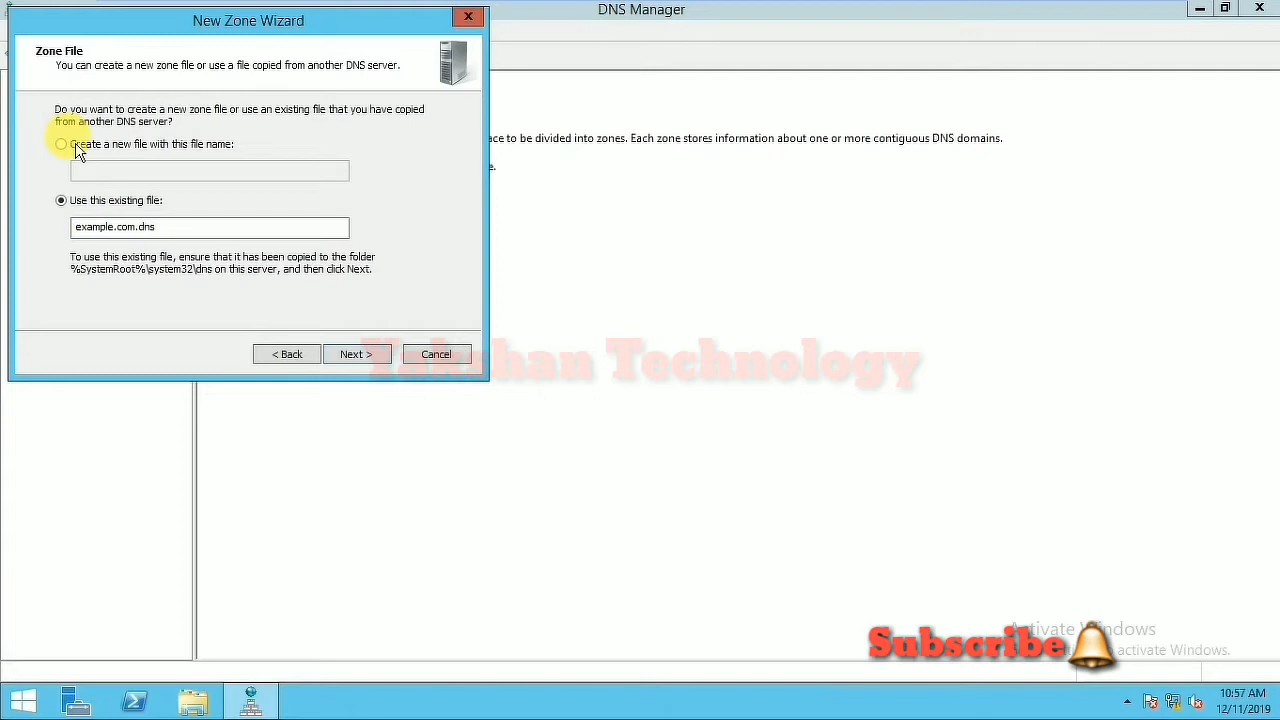 New Zone Wizard
X
DNS Manager
Zone File
You can create a new zone file or use a file copied from another DNS server.
Do you want to create a new zone file or use an existing file that you have copied
from another DNS server?
Create a new file with this file name:
ace to be divided into zones. Each zone stores information about one or more contiguous DNS domains.
e.
Use this existing file:
example.com.dns
To use this existing file, ensure that it has been copied to the folder
%SystemRoot%\system32\dns on this server, and then click Next.
< Back
Next >
Cancel
Yakshan Technology
Activate Windows
activate Windows.
Subscribe
10:57 AM
12/11/2019